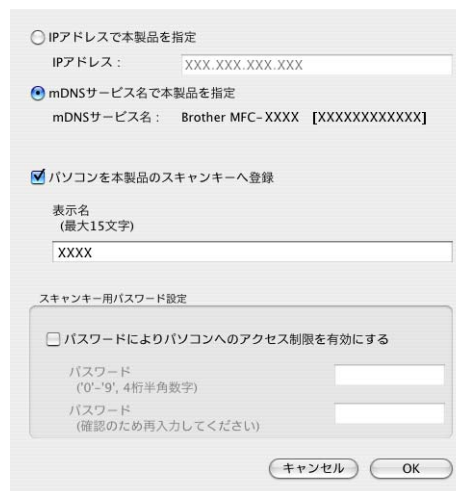 IPアドレスで本製品を指定
IPアドレス： XXX.XXX.XXX.XXX
mDNSサービス名で本製品を指定
mDNSサービス名： Brother MFC-XXXX [XXXXXXXXXXXX]
パソコンを本製品のスキャンキーへ登録
表示名
(最大15文字)
XXXX
スキャンキー用パスワード設定
パスワードによりパソコンへのアクセス制限を有効にする
パスワード
('0'-'9', 4桁半角数字)
パスワード
(確認のため再入力してください)
キャンセル OK